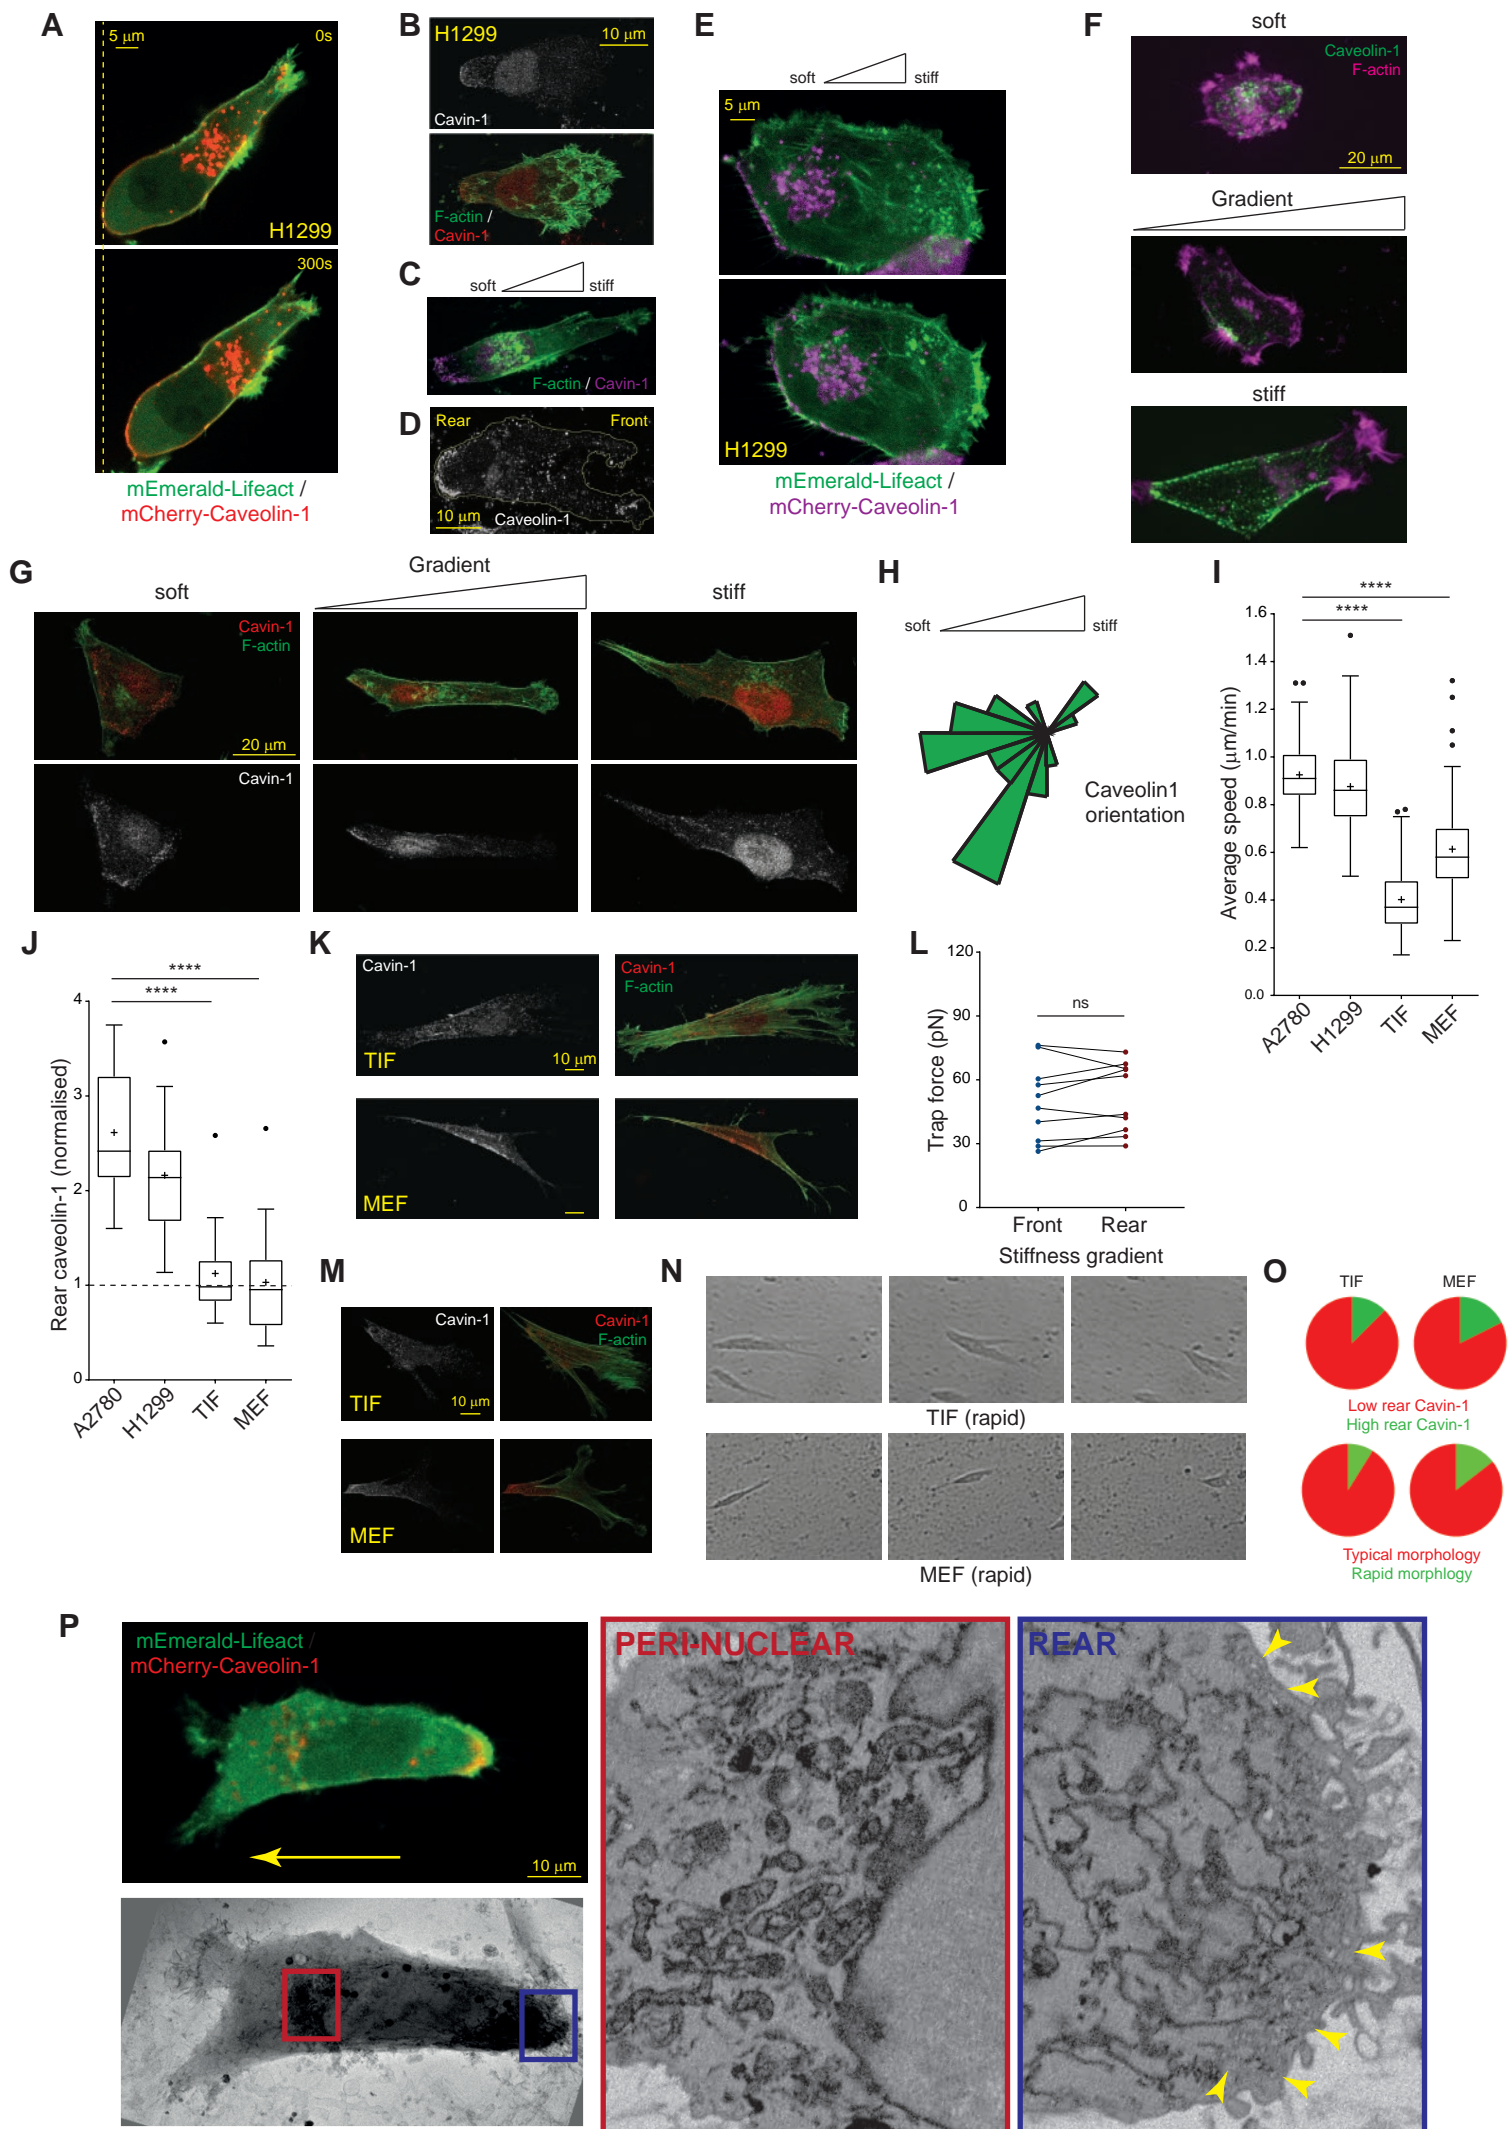 A
5 µm
0s
H1299
300s
mEmerald-Lifeact /
mCherry-Caveolin-1
B
H1299
10 µm
Cavin-1
F-actin /
Cavin-1
C
soft
stiff
F-actin / Cavin-1
D
Rear
Front
10 µm
Caveolin-1
E
soft
stiff
5 µm
H1299
mEmerald-Lifeact /
mCherry-Caveolin-1
F
soft
Caveolin-1
F-actin
20 µm
Gradient
stiff
G
soft
Gradient
stiff
Cavin-1
F-actin
20 µm
Cavin-1
H
soft
stiff
Caveolin1
orientation
I
****
****
Average speed (µm/min)
1.6
1.4
1.2
1.0
0.8
0.6
0.4
0.2
0.0
A2780
H1299
TIF
MEF
J
****
****
Rear caveolin-1 (normalised)
4
3
2
1
0
A2780
H1299
TIF
MEF
K
Cavin-1
TIF
10 µm
Cavin-1
F-actin
MEF
L
Trap force (pN)
120
90
60
30
0
ns
Front
Rear
Stiffness gradient
M
Cavin-1
TIF
10 µm
Cavin-1
F-actin
MEF
N
TIF (rapid)
MEF (rapid)
O
TIF
MEF
Low rear Cavin-1
High rear Cavin-1
Typical morphology
Rapid morphlogy
P
mEmerald-Lifeact /
mCherry-Caveolin-1
10 µm
PERI-NUCLEAR
REAR